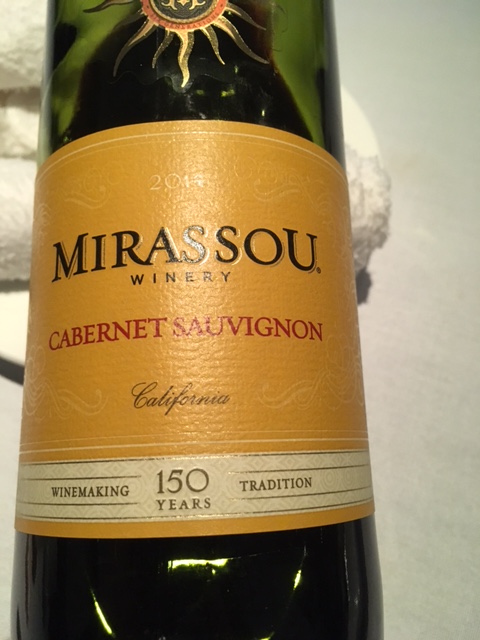 MIRASSOU
WINERY
CABERNET SAUVIGNON
California
WINEMAKING 150 YEARS TRADITION